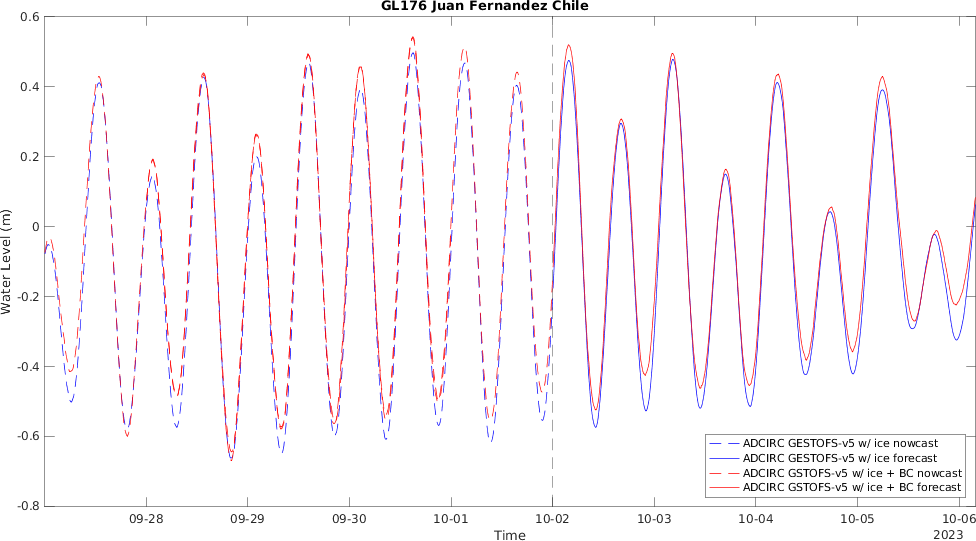 GL176 Juan Fernandez Chile
0.6
0.4
0.2
0
-0.2
-0.4
-0.6
-0.8
Water Level (m)
ADCIRC GESTOFS-v5 w/ ice nowcast
ADCIRC GESTOFS-v5 w/ ice forecast
ADCIRC GSTOFS-v5 w/ ice + BC nowcast
ADCIRC GSTOFS-v5 w/ ice + BC forecast
09-28 09-29 09-30 10-01 10-02 10-03 10-04 10-05 10-06
Time 2023